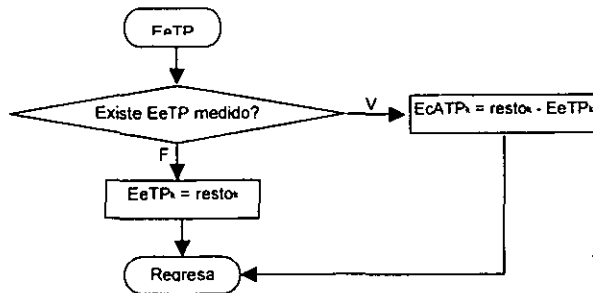 EeTP
Existe EeTP medido?
V
EcATPk = restok - EeTPk
F
EeTPk = restok
Regresa